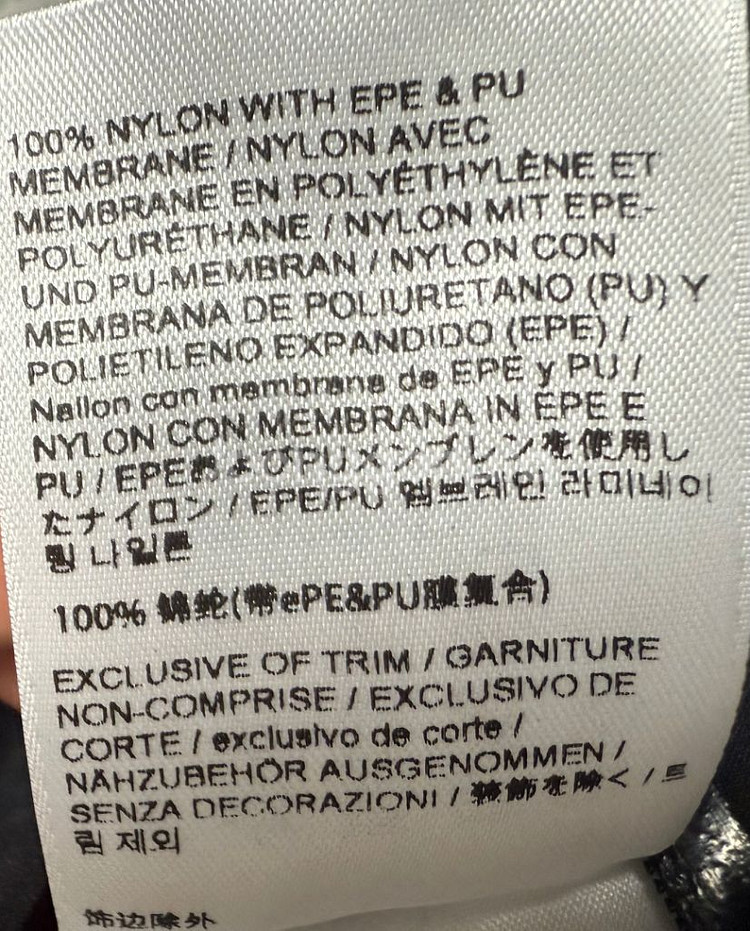 100% NYLON WITH EPE & PU
MEMBRANE / NYLON AVEC
MEMBRANE EN POLYÉTHYLÈNE ET
POLYURÉTHANE / NYLON MIT EPE-
UND PU-MEMBRAN / NYLON CON
MEMBRANA DE POLIURETANO (PU) Y
POLIETILENO EXPANDIDO (EPE) /
Nailon con membrana de EPE y PU /
NYLON CON MEMBRANA IN EPE E
PU / EPEおよびPUメンブレンを使用し
たナイロン / EPE/PU 멤브레인 라미네이
팅 나일론
100% 錦綸(帶ePE&PU膜複合)
EXCLUSIVE OF TRIM / GARNITURE
NON-COMPRISE / EXCLUSIVO DE
CORTE / exclusivo de corte /
NÄHZUBEHÖR AUSGENOMMEN /
SENZA DECORAZIONI / 装飾を除く / 트
림 제외
饰边除外